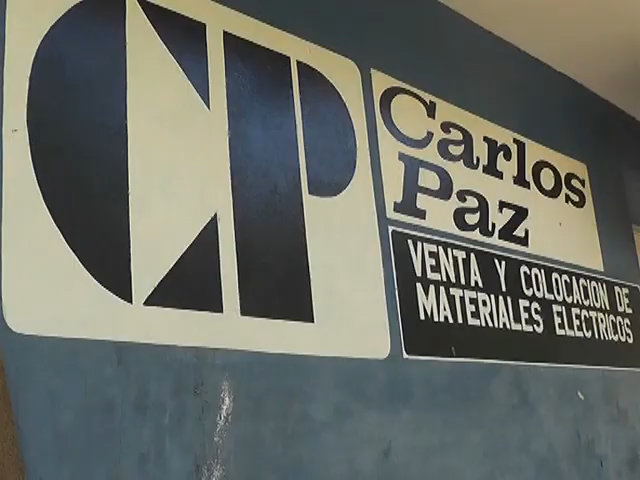 CP
Carlos
Paz
VENTA Y COLOCACION DE
MATERIALES ELECTRICOS